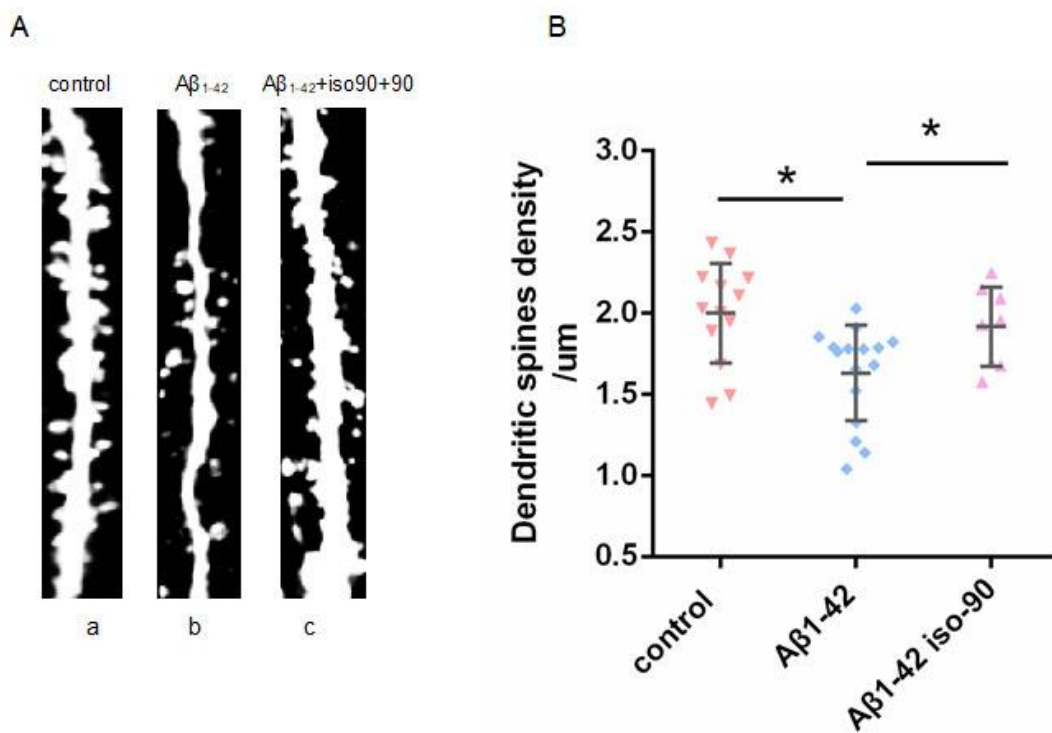 A
control Aβ₁₋₄₂ Aβ₁₋₄₂+iso90+90
a b c
B
Dendritic spines density
/um
3.0
2.5
2.0
1.5
1.0
0.5
*
*
control
Aβ1-42
Aβ1-42 iso-90